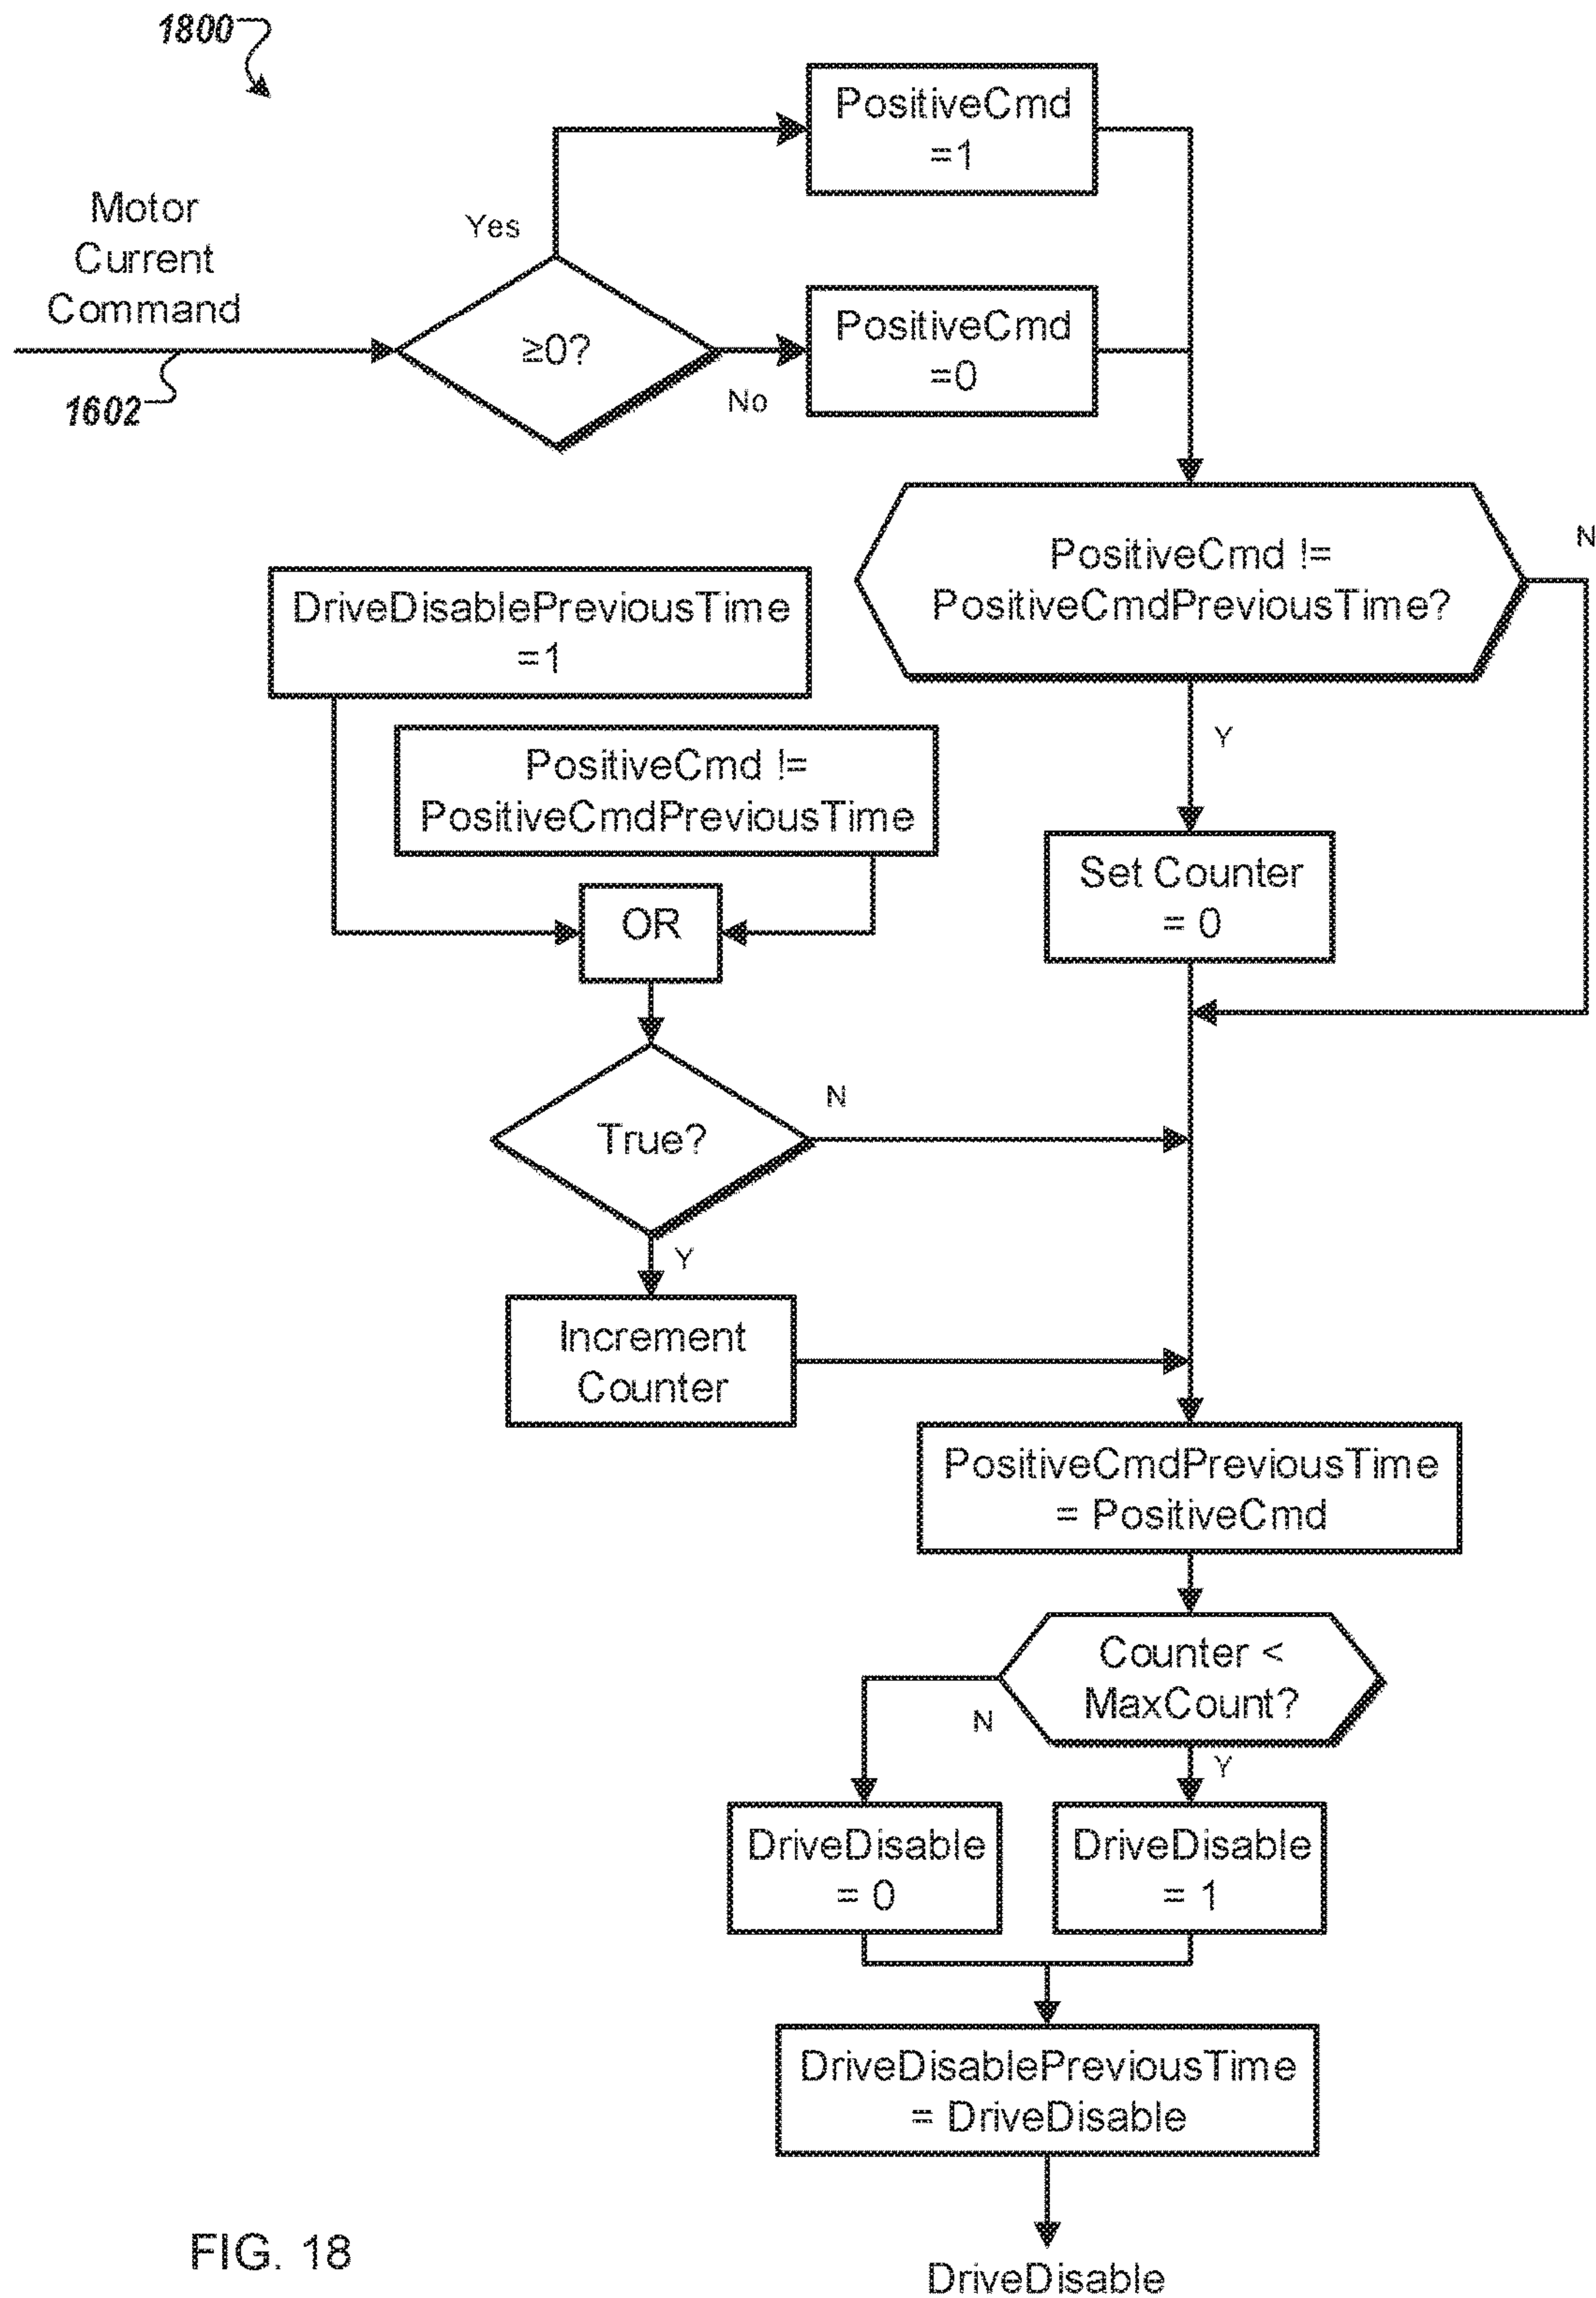 1800
PositiveCmd
=1
Motor
Current
Command
Yes
≥0?
PositiveCmd
=0
No
1602
PositiveCmd !=
PositiveCmdPreviousTime?
N
DriveDisablePreviousTime
=1
Y
PositiveCmd !=
PositiveCmdPreviousTime
Set Counter
= 0
OR
True?
N
Y
Increment
Counter
PositiveCmdPreviousTime
= PositiveCmd
Counter <
MaxCount?
N
Y
DriveDisable
= 0
DriveDisable
= 1
DriveDisablePreviousTime
= DriveDisable
FIG. 18
DriveDisable